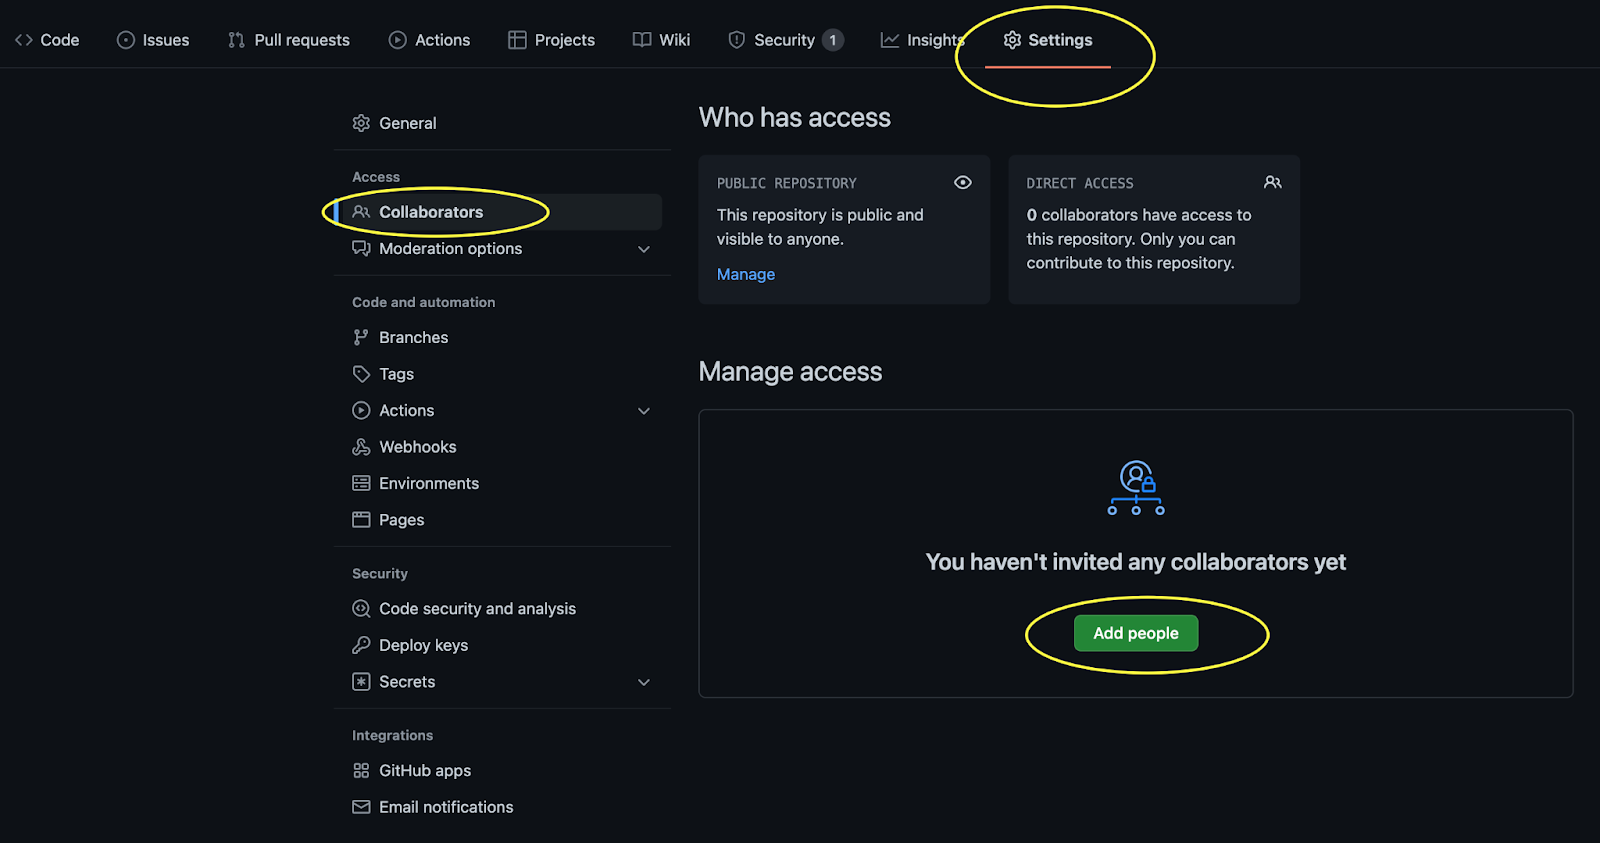 Code Issues Pull requests Actions Projects Wiki Security 1 Insights Settings
General
Access
Collaborators
Moderation options
Code and automation
Branches
Tags
Actions
Webhooks
Environments
Pages
Security
Code security and analysis
Deploy keys
Secrets
Integrations
GitHub apps
Email notifications
Who has access
PUBLIC REPOSITORY
This repository is public and
visible to anyone.
Manage
DIRECT ACCESS
0 collaborators have access to
this repository. Only you can
contribute to this repository.
Manage access
You haven't invited any collaborators yet
Add people